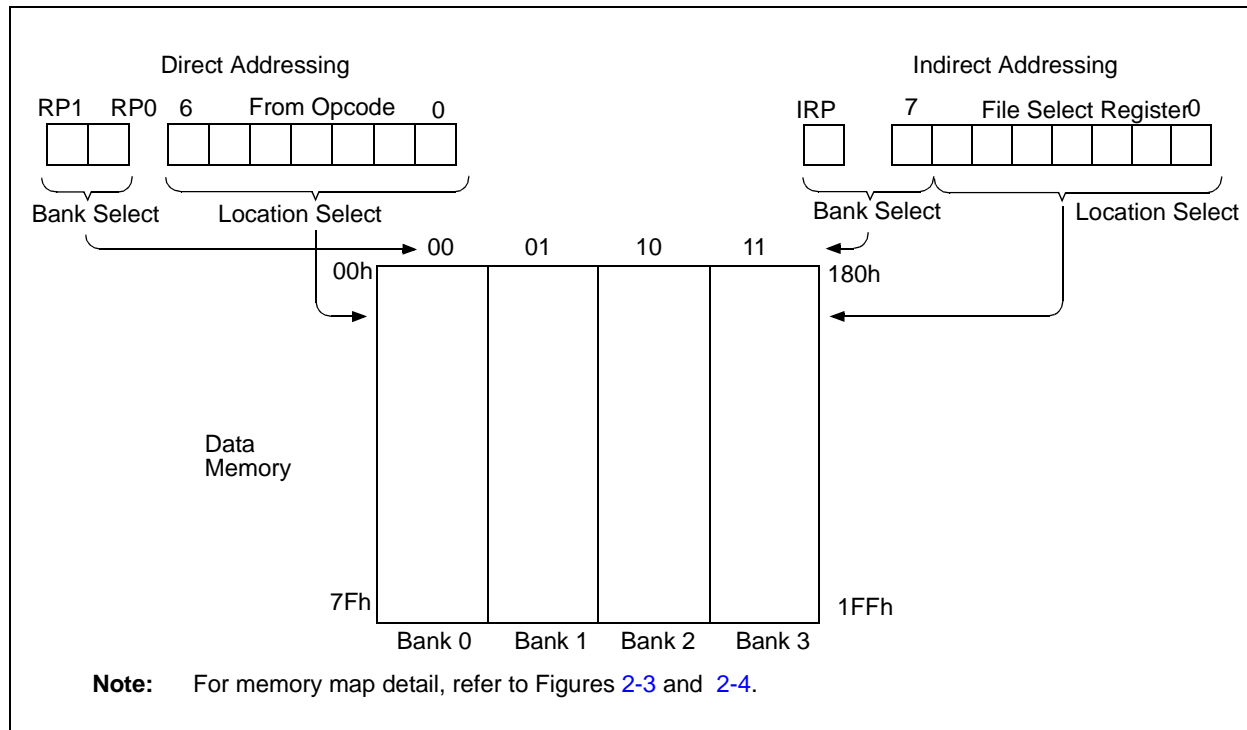 Direct Addressing
Indirect Addressing
RP1 RP0 6 From Opcode 0
IRP 7 File Select Register 0
Bank Select Location Select
Bank Select Location Select
00 01 10 11
00h 180h
Data
Memory
7Fh 1FFh
Bank 0 Bank 1 Bank 2 Bank 3
Note: For memory map detail, refer to Figures 2-3 and 2-4.